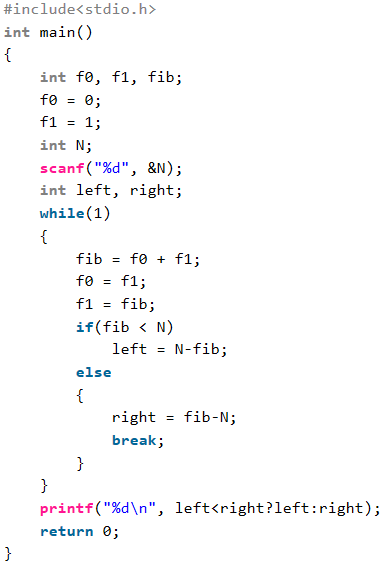 #include<stdio.h>
int main()
{
    int f0, f1, fib;
    f0 = 0;
    f1 = 1;
    int N;
    scanf("%d", &N);
    int left, right;
    while(1)
    {
        fib = f0 + f1;
        f0 = f1;
        f1 = fib;
        if(fib < N)
            left = N-fib;
        else
        {
            right = fib-N;
            break;
        }
    }
    printf("%d\n", left<right?left:right);
    return 0;
}